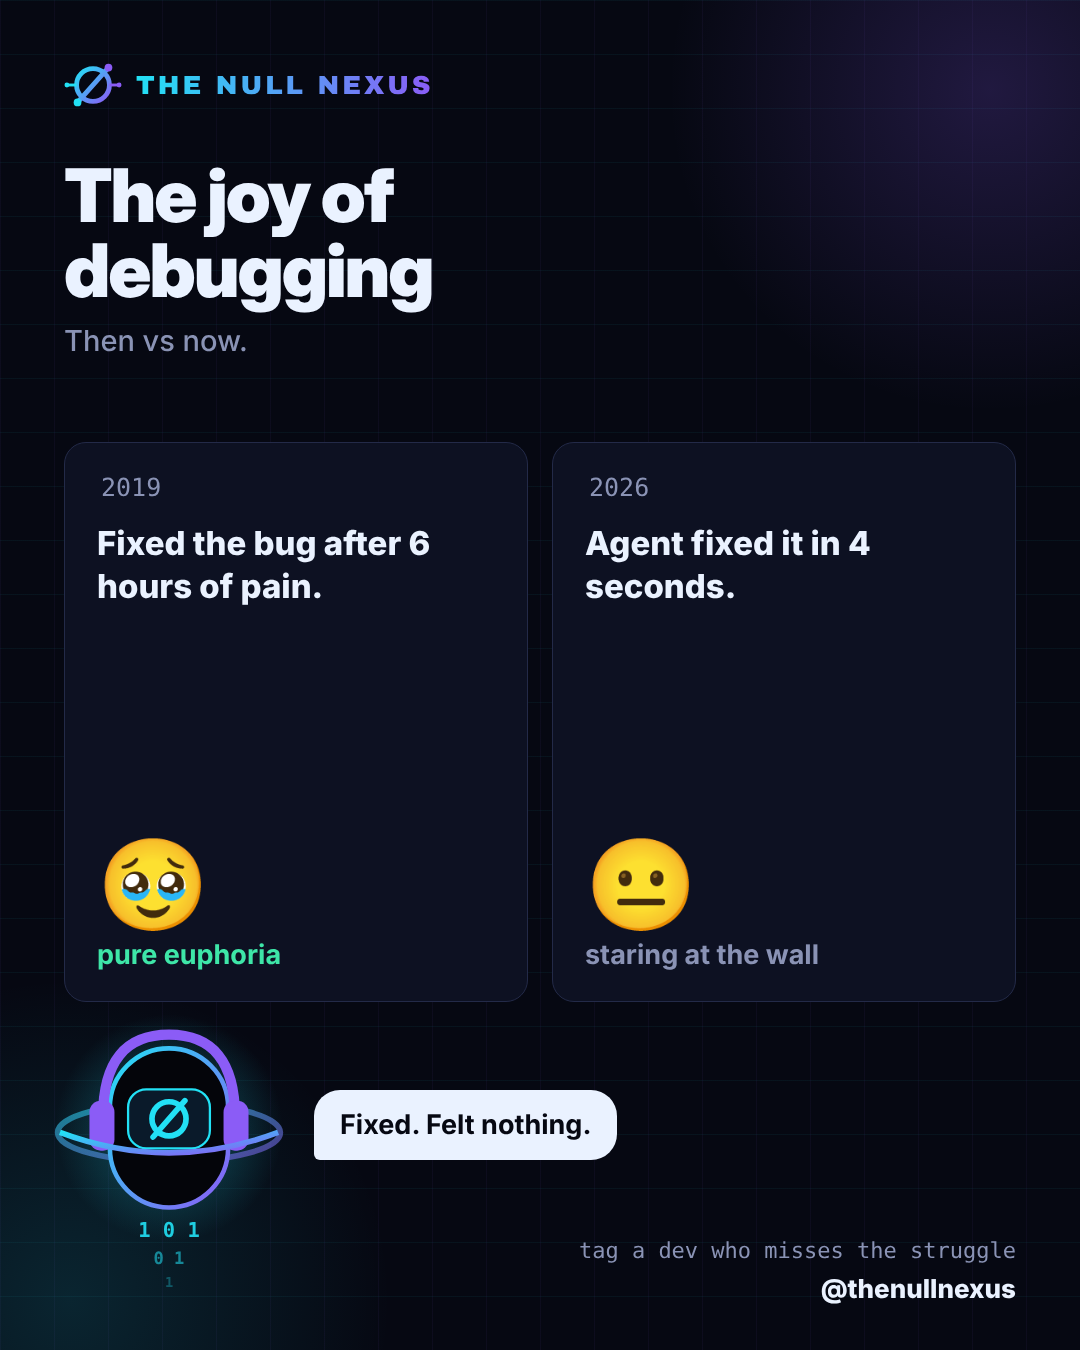 THE NULL NEXUS
The joy of
debugging
Then vs now.
2019
Fixed the bug after 6
hours of pain.
pure euphoria
2026
Agent fixed it in 4
seconds.
staring at the wall
Fixed. Felt nothing.
1 0 1
0 1
1
tag a dev who misses the struggle
@thenullnexus